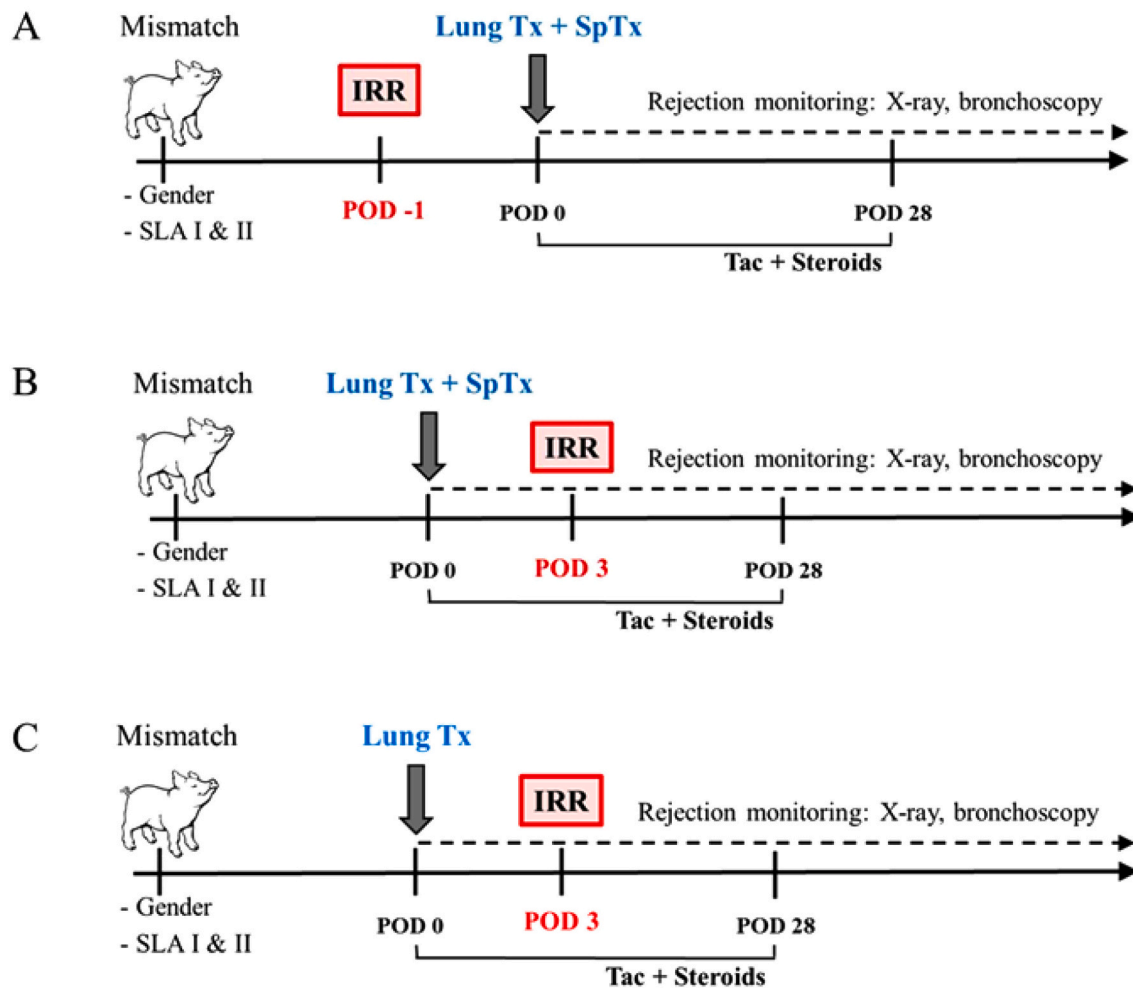 A
Mismatch
Lung Tx + SpTx
IRR
Rejection monitoring: X-ray, bronchoscopy
- Gender
- SLA I & II
POD -1
POD 0
POD 28
Tac + Steroids
B
Mismatch
Lung Tx + SpTx
IRR
Rejection monitoring: X-ray, bronchoscopy
- Gender
- SLA I & II
POD 0
POD 3
POD 28
Tac + Steroids
C
Mismatch
Lung Tx
IRR
Rejection monitoring: X-ray, bronchoscopy
- Gender
- SLA I & II
POD 0
POD 3
POD 28
Tac + Steroids